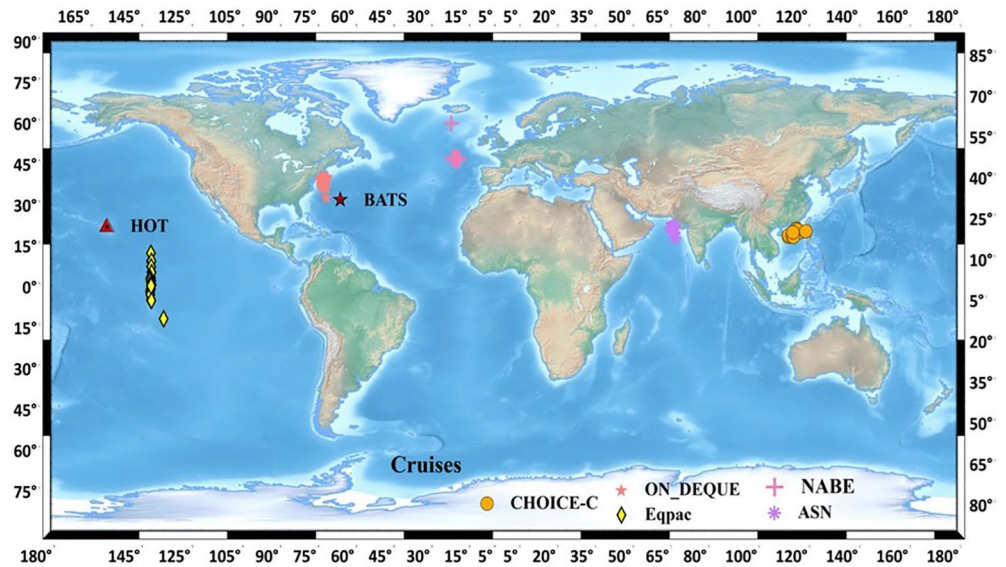 165° 145° 125° 105° 90° 75° 60° 45° 30° 15° 5° 5° 20° 35° 50° 65° 80° 100° 120° 140° 160° 180°
90° 85°
75° 70°
60° 55°
45° 40°
BATS
30° 25°
HOT
15° 10°
0° 5°
15° 20°
30° 35°
45° 50°
60° 65°
Cruises
75° 80°
CHOICE-C ON_DEQUE NABE
Eqpac ASN
180° 145° 125° 105° 90° 75° 60° 45° 30° 15° 5° 5° 20° 35° 50° 65° 80° 100° 120° 140° 160° 180°